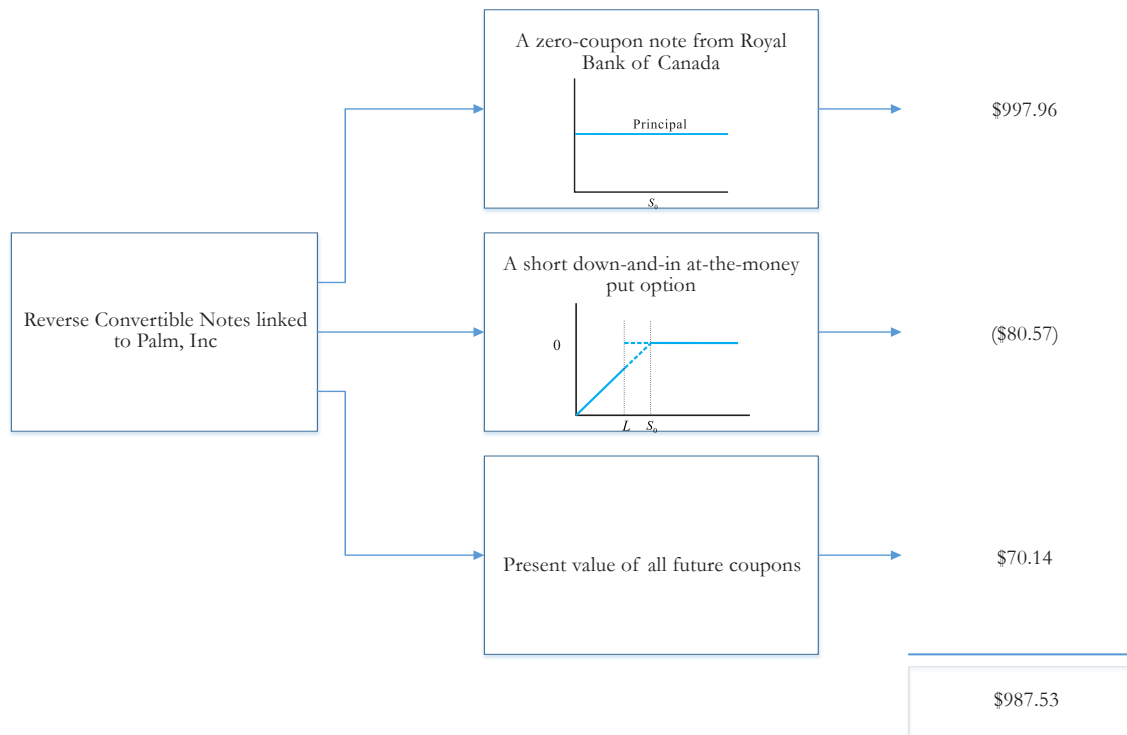 A zero-coupon note from Royal
Bank of Canada
Principal
S₀
$997.96
Reverse Convertible Notes linked
to Palm, Inc
A short down-and-in at-the-money
put option
0
L S₀
($80.57)
Present value of all future coupons
$70.14
$987.53